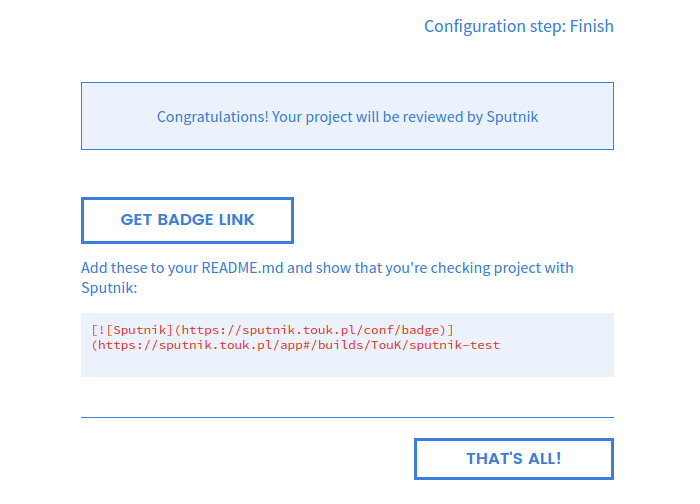 Configuration step: Finish
Congratulations! Your project will be reviewed by Sputnik
GET BADGE LINK
Add these to your README.md and show that you're checking project with
Sputnik:
[![Sputnik](https://sputnik.touk.pl/conf/badge)]
(https://sputnik.touk.pl/app#/builds/TouK/sputnik-test
THAT'S ALL!